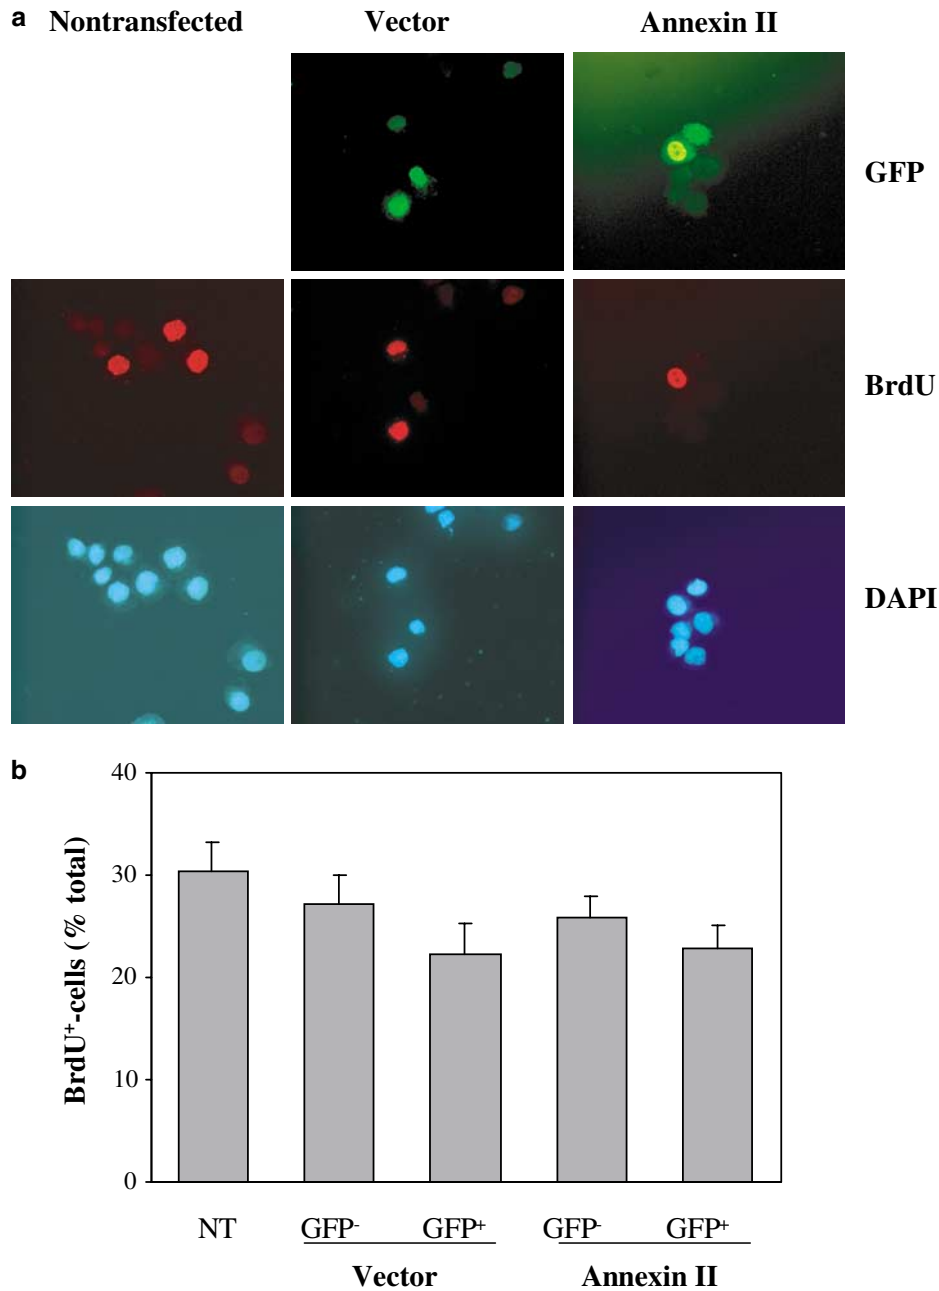 a
Nontransfected Vector Annexin II
GFP
BrdU
DAPI
b
40
30
20
10
0
BrdU⁺-cells (% total)
NT GFP⁻ GFP⁺ GFP⁻ GFP⁺
Vector Annexin II